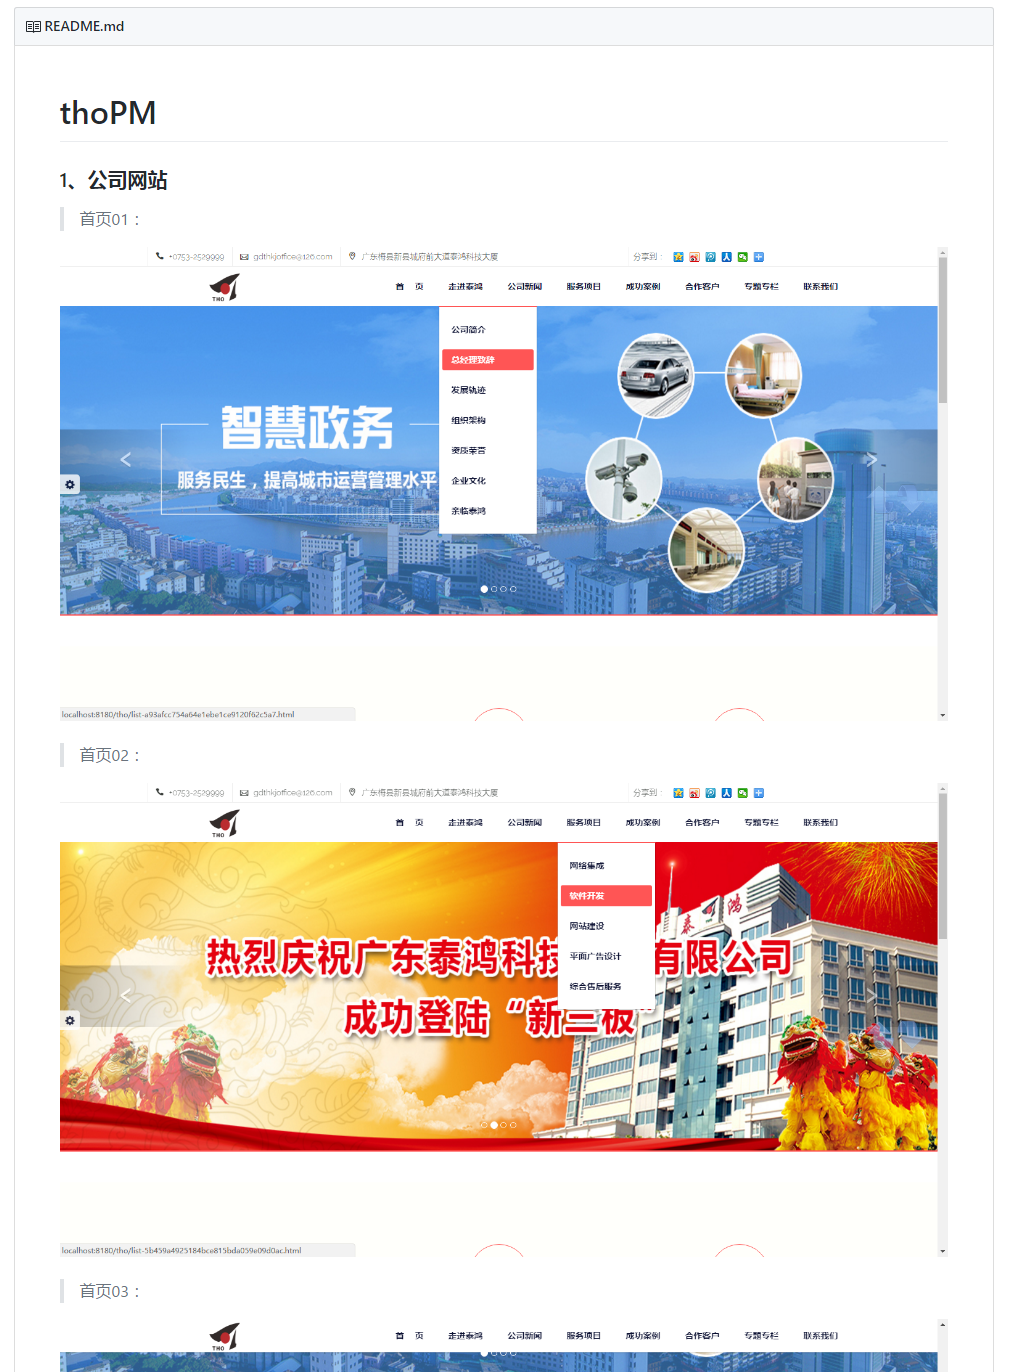 README.md
thoPM
1、公司网站
首页01：
+0753-2529999 gdthkjoffice@126.com 广东梅县新县城府前大道泰鸿科技大厦 分享到：
THO 首 页 走进泰鸿 公司新闻 服务项目 成功案例 合作客户 专题专栏 联系我们
公司简介
总经理致辞
发展轨迹
组织架构
资质荣誉
企业文化
亲临泰鸿
智慧政务
服务民生，提高城市运营管理水平
localhost:8180/tho/list-a93afcc754a64e1ebe1ce9120f62c5a7.html
首页02：
+0753-2529999 gdthkjoffice@126.com 广东梅县新县城府前大道泰鸿科技大厦 分享到：
THO 首 页 走进泰鸿 公司新闻 服务项目 成功案例 合作客户 专题专栏 联系我们
网络集成
软件开发
网站建设
平面广告设计
综合售后服务
泰 鸿
热烈庆祝广东泰鸿科技 有限公司
成功登陆“新三板”
localhost:8180/tho/list-5b459a4925184bce815bda059e09d0ac.html
首页03：
THO 首 页 走进泰鸿 公司新闻 服务项目 成功案例 合作客户 专题专栏 联系我们